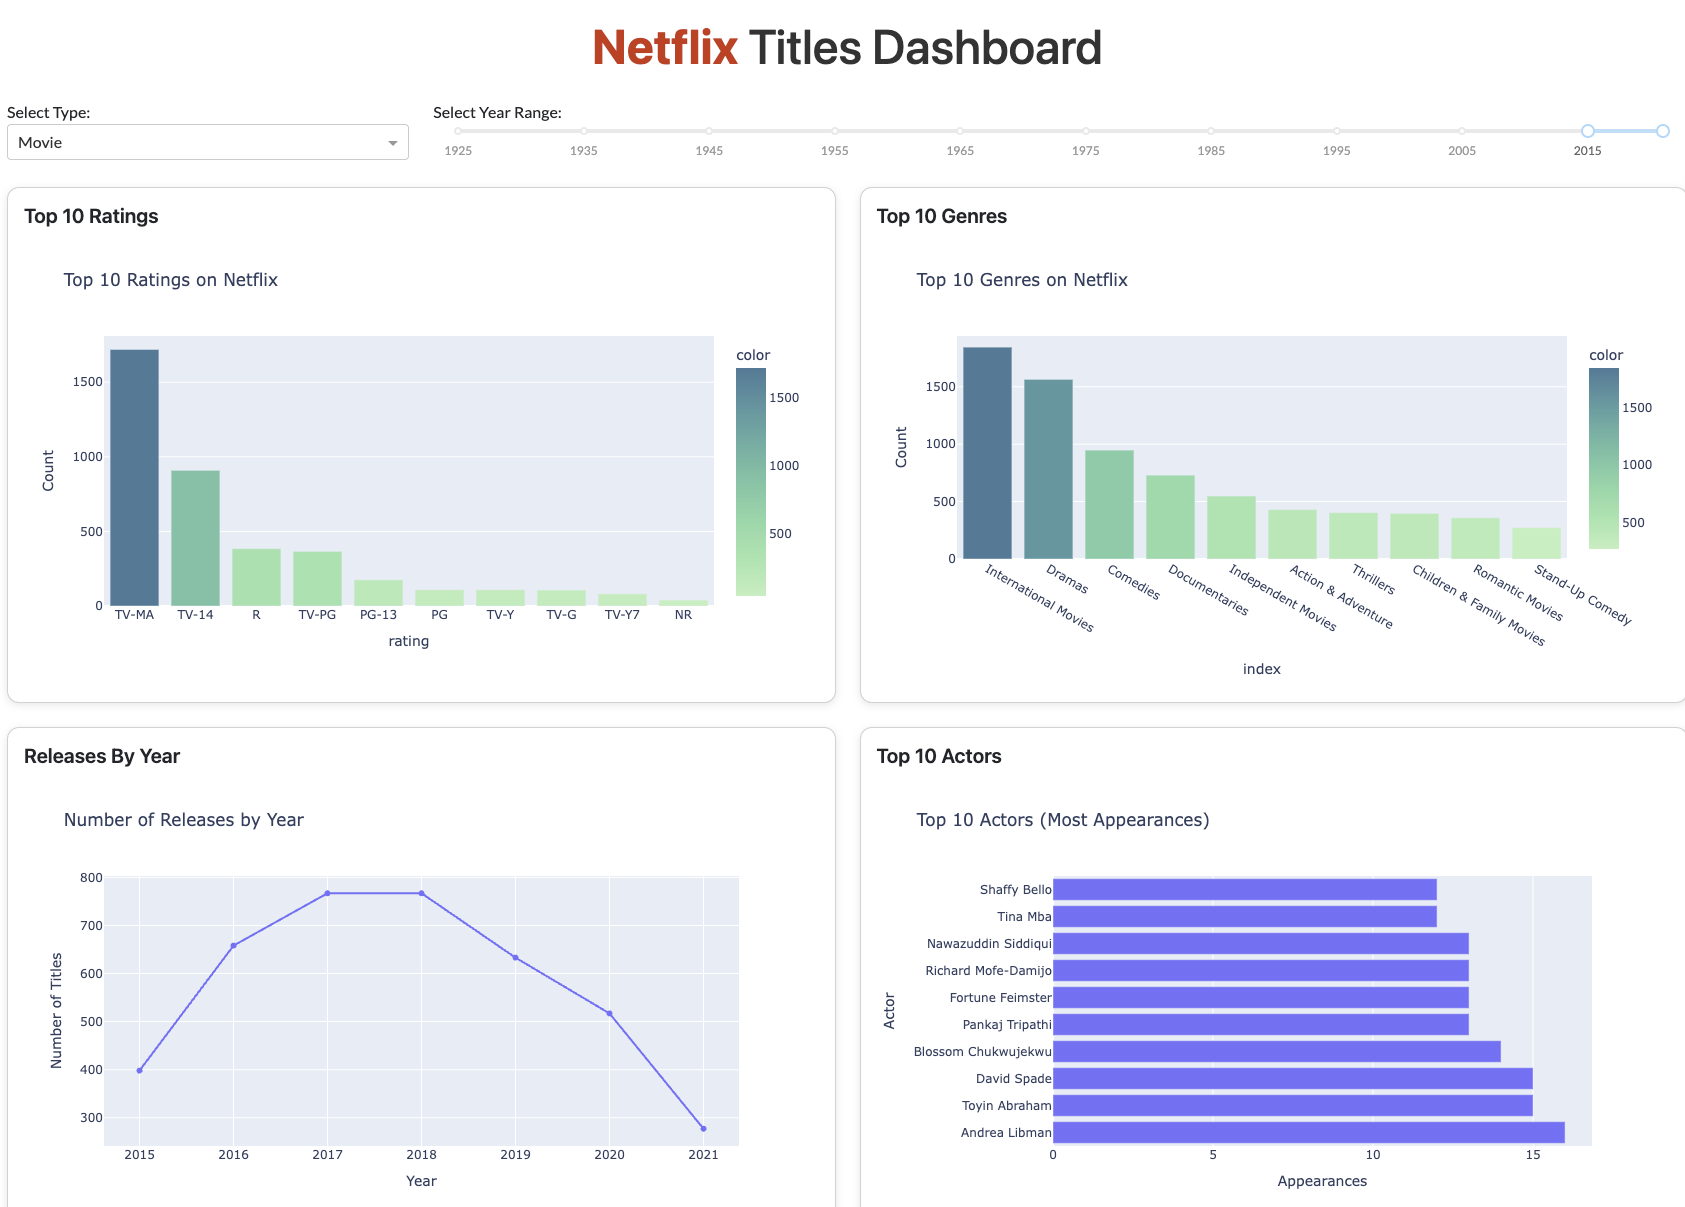 Netflix Titles Dashboard
Select Type:
Movie
Select Year Range:
1925 1935 1945 1955 1965 1975 1985 1995 2005 2015
Top 10 Ratings
Top 10 Ratings on Netflix
color
1500
1000
500
Count
1500
1000
500
0
TV-MA TV-14 R TV-PG PG-13 PG TV-Y TV-G TV-Y7 NR
rating
Top 10 Genres
Top 10 Genres on Netflix
color
1500
1000
500
Count
1500
1000
500
0
International Movies
Dramas
Comedies
Documentaries
Independent Movies
Action & Adventure
Thrillers
Children & Family Movies
Romantic Movies
Stand-Up Comedy
index
Releases By Year
Number of Releases by Year
Number of Titles
800
700
600
500
400
300
2015 2016 2017 2018 2019 2020 2021
Year
Top 10 Actors
Top 10 Actors (Most Appearances)
Actor
Shaffy Bello
Tina Mba
Nawazuddin Siddiqui
Richard Mofe-Damijo
Fortune Feimster
Pankaj Tripathi
Blossom Chukwujekwu
David Spade
Toyin Abraham
Andrea Libman
0 5 10 15
Appearances